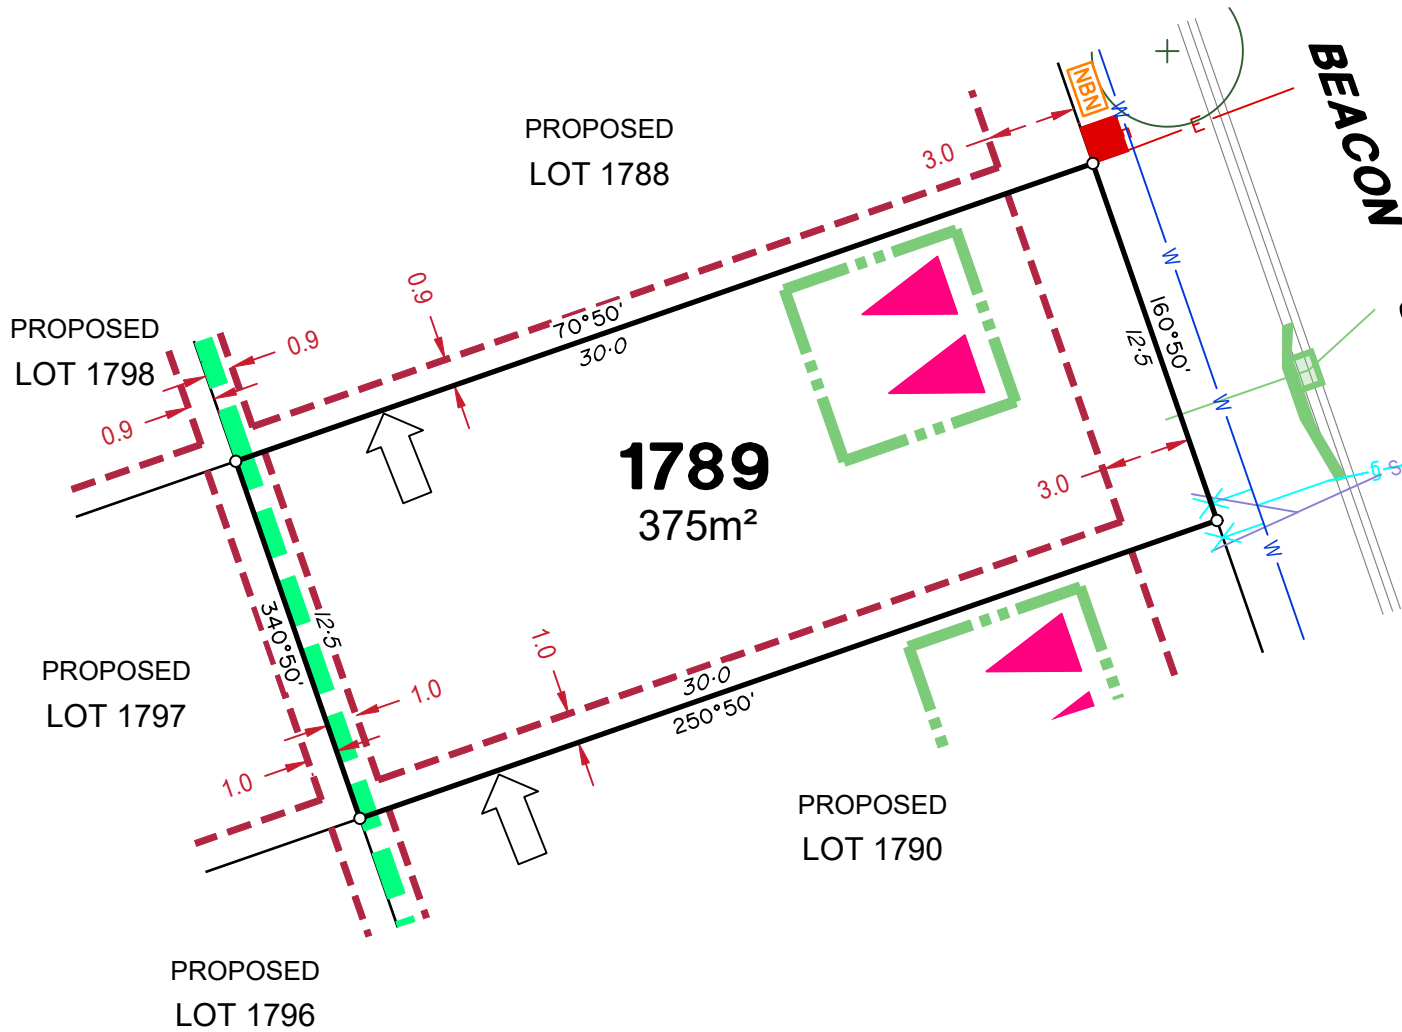 BEACON
NBN
W
E
PROPOSED
LOT 1788
3.0
0.9
PROPOSED
LOT 1798
0.9
0.9
70°50'
30·0
W
160°50'
12·5
W
1789
375m²
3.0
S
W
340°50'
12·5
1.0
PROPOSED
LOT 1797
1.0
1.0
30·0
250°50'
PROPOSED
LOT 1790
PROPOSED
LOT 1796